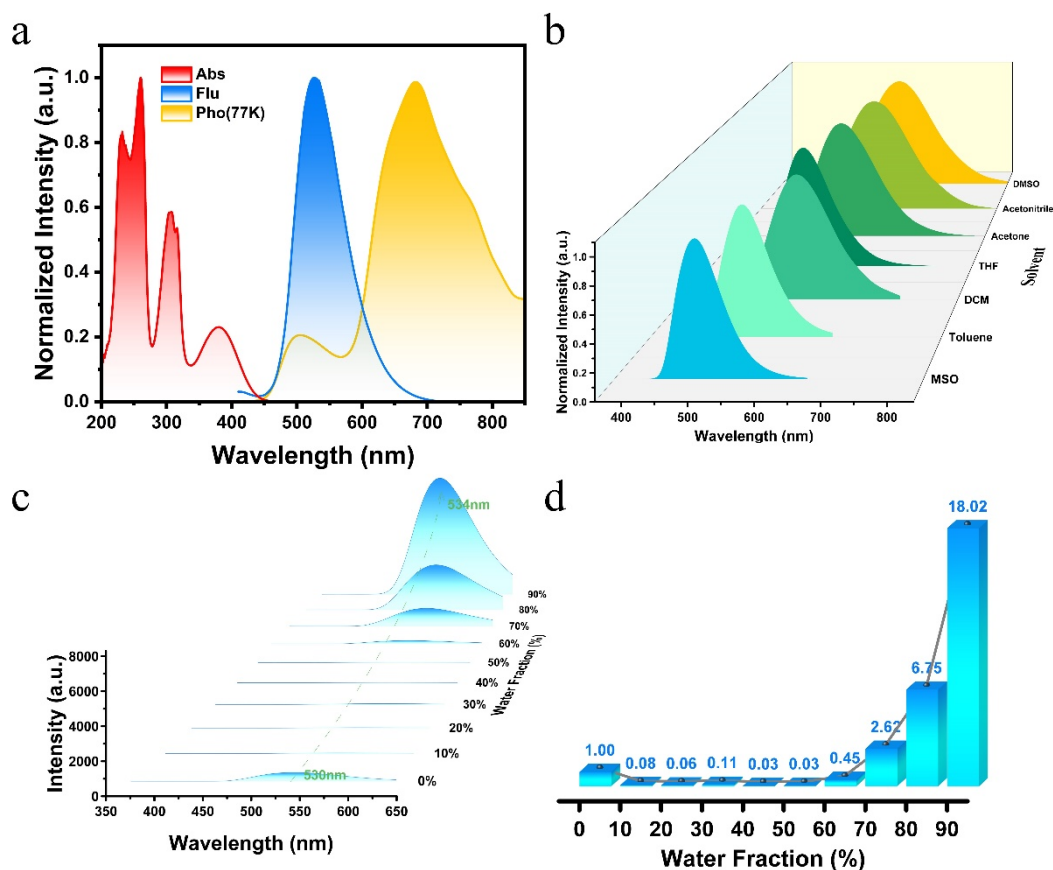 a
Normalized Intensity (a.u.)
1.0
0.8
0.6
0.4
0.2
0.0
Abs
Flu
Pho(77K)
200 300 400 500 600 700 800
Wavelength (nm)
b
Normalized Intensity (a.u.)
1.0
0.8
0.6
0.4
0.2
0.0
400 500 600 700 800
Wavelength (nm)
DMSO
Acetonitrile
Acetone
THF
DCM
Toluene
MSO
Solvent
c
534nm
530nm
Intensity (a.u.)
8000
6000
4000
2000
0
350 400 450 500 550 600 650
Wavelength (nm)
90%
80%
70%
60%
50%
40%
30%
20%
10%
0%
Water Fraction (%)
d
1.00 0.08 0.06 0.11 0.03 0.03 0.45 2.62 6.75 18.02
0 10 20 30 40 50 60 70 80 90
Water Fraction (%)